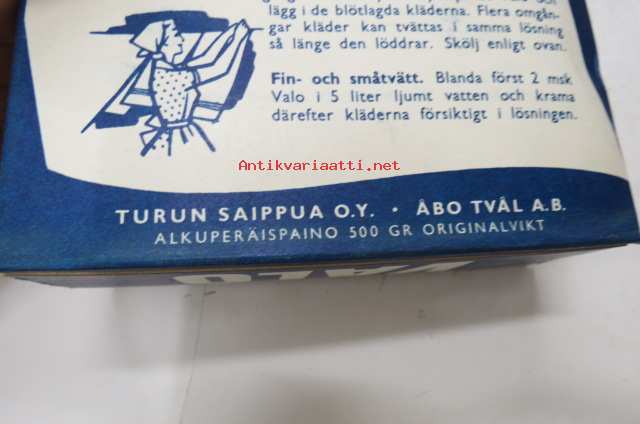 lägg i de blötlagda kläderna. Flera omgån-
gar kläder kan tvättas i samma lösning
så länge den löddrar. Skölj enligt ovan.
Fin- och småtvätt. Blanda först 2 msk
Valo i 5 liter ljumt vatten och krama
därefter kläderna försiktigt i lösningen.
Antikvariaatti.net
TURUN SAIPPUA O.Y. • ÅBO TVÅL A.B.
ALKUPERÄISPAINO 500 GR ORIGINALVIKT
VALO